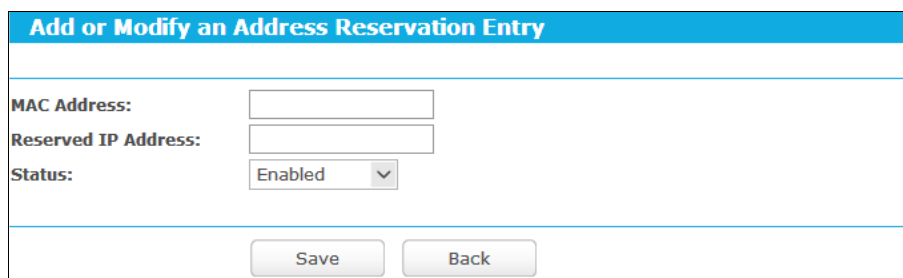 Add or Modify an Address Reservation Entry
MAC Address:
Reserved IP Address:
Status: Enabled
Save Back